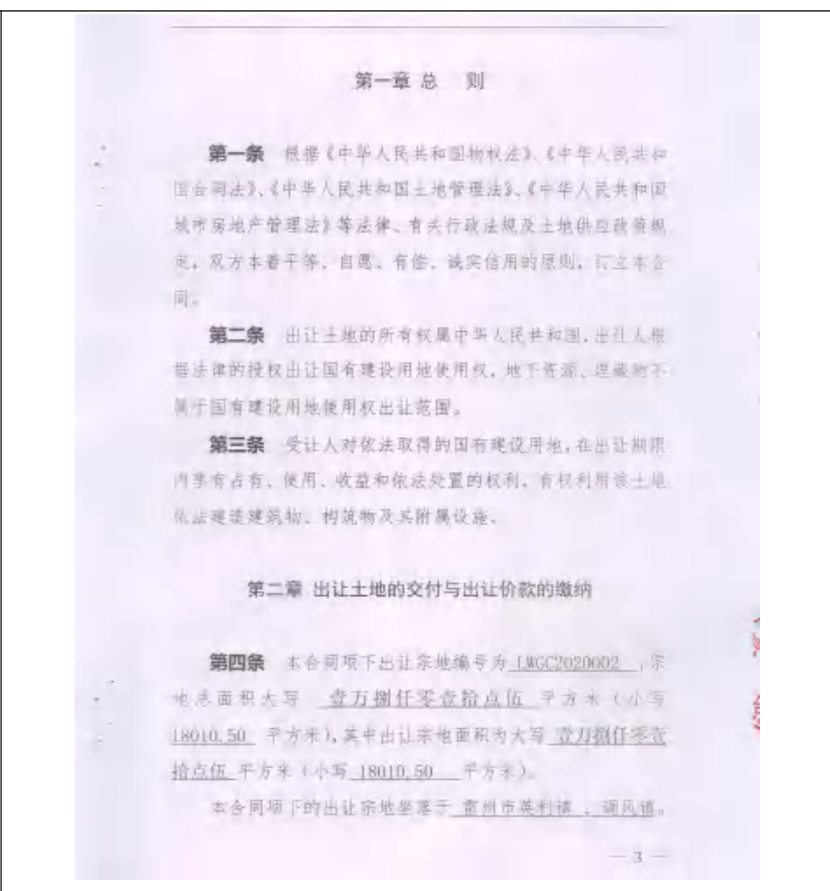 第一章 总 则
第一条 根据《中华人民共和国物权法》、《中华人民共和
国合同法》、《中华人民共和国土地管理法》、《中华人民共和国
城市房地产管理法》等法律、有关行政法规及土地供应政策规
定，双方本着平等、自愿、有偿、诚实信用的原则，订立本合
同。
第二条 出让土地的所有权属中华人民共和国，出让人根
据法律的授权出让国有建设用地使用权，地下资源、埋藏物不
属于国有建设用地使用权出让范围。
第三条 受让人对依法取得的国有建设用地，在出让期限
内享有占有、使用、收益和依法处置的权利，有权利用该土地
依法建造建筑物、构筑物及其附属设施。
第二章 出让土地的交付与出让价款的缴纳
第四条 本合同项下出让宗地编号为 LWGC2020002 ,宗
地总面积大写 壹万捌仟零壹拾点伍 平方米（小写
18010.50 平方米），其中出让宗地面积为大写 壹万捌仟零壹
拾点伍 平方米（小写 18010.50 平方米）。
本合同项下的出让宗地坐落于 雷州市英利镇 、调风镇。
— 3 —